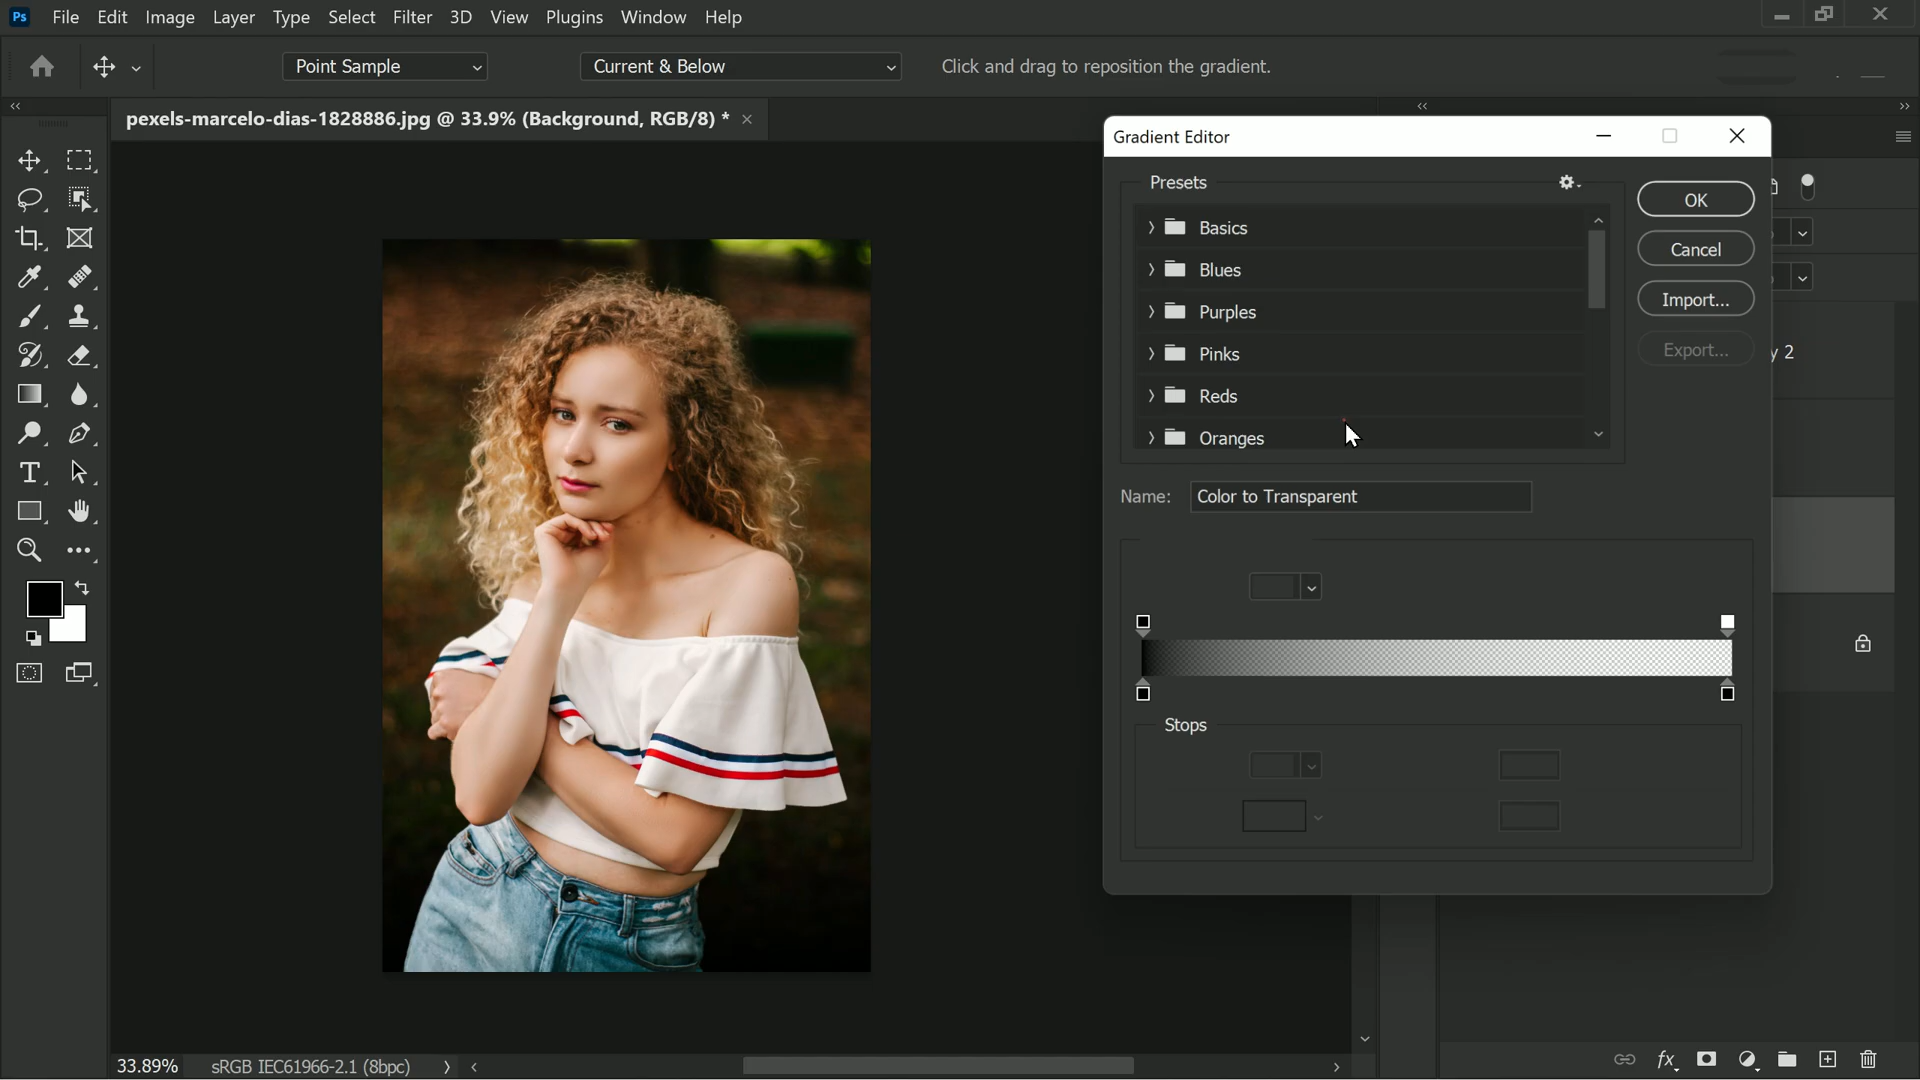 Ps File Edit Image Layer Type Select Filter 3D View Plugins Window Help
Point Sample Current & Below Click and drag to reposition the gradient.
pexels-marcelo-dias-1828886.jpg @ 33.9% (Background, RGB/8) *
Gradient Editor
Presets
Basics
Blues
Purples
Pinks
Reds
Oranges
OK
Cancel
Import...
Export...
y 2
Name: Color to Transparent
Stops
33.89% sRGB IEC61966-2.1 (8bpc)